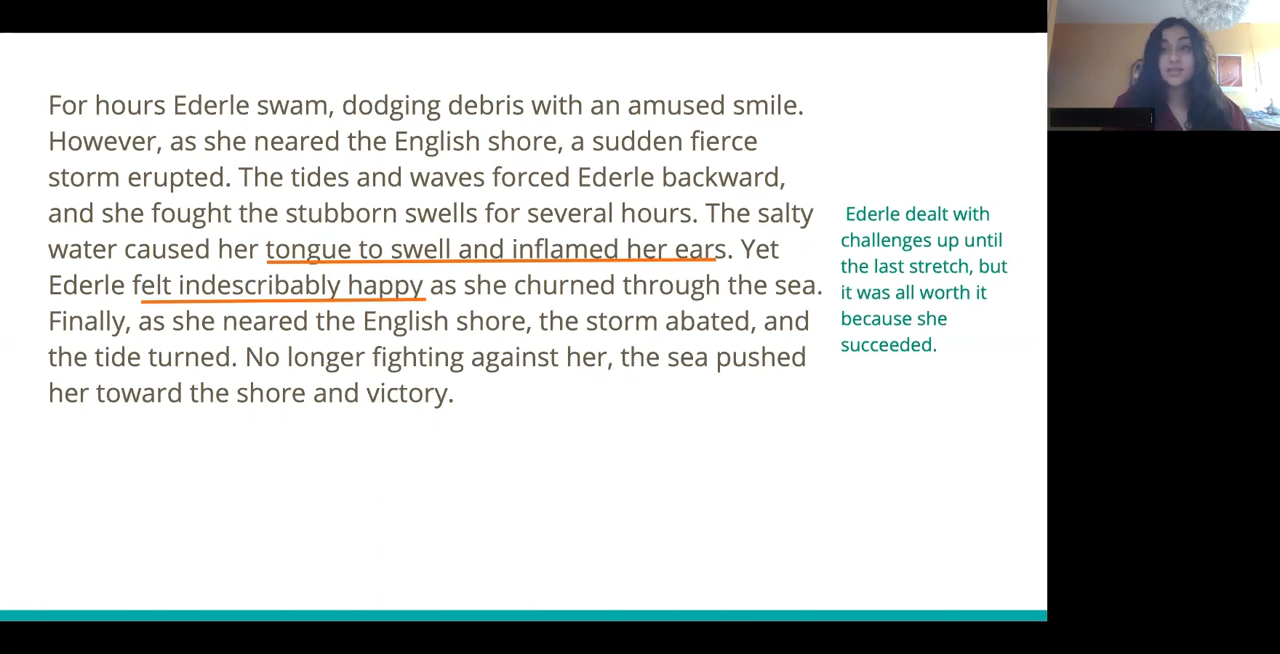 For hours Ederle swam, dodging debris with an amused smile.
However, as she neared the English shore, a sudden fierce
storm erupted. The tides and waves forced Ederle backward,
and she fought the stubborn swells for several hours. The salty
water caused her tongue to swell and inflamed her ears. Yet
Ederle felt indescribably happy as she churned through the sea.
Finally, as she neared the English shore, the storm abated, and
the tide turned. No longer fighting against her, the sea pushed
her toward the shore and victory.
Ederle dealt with
challenges up until
the last stretch, but
it was all worth it
because she
succeeded.